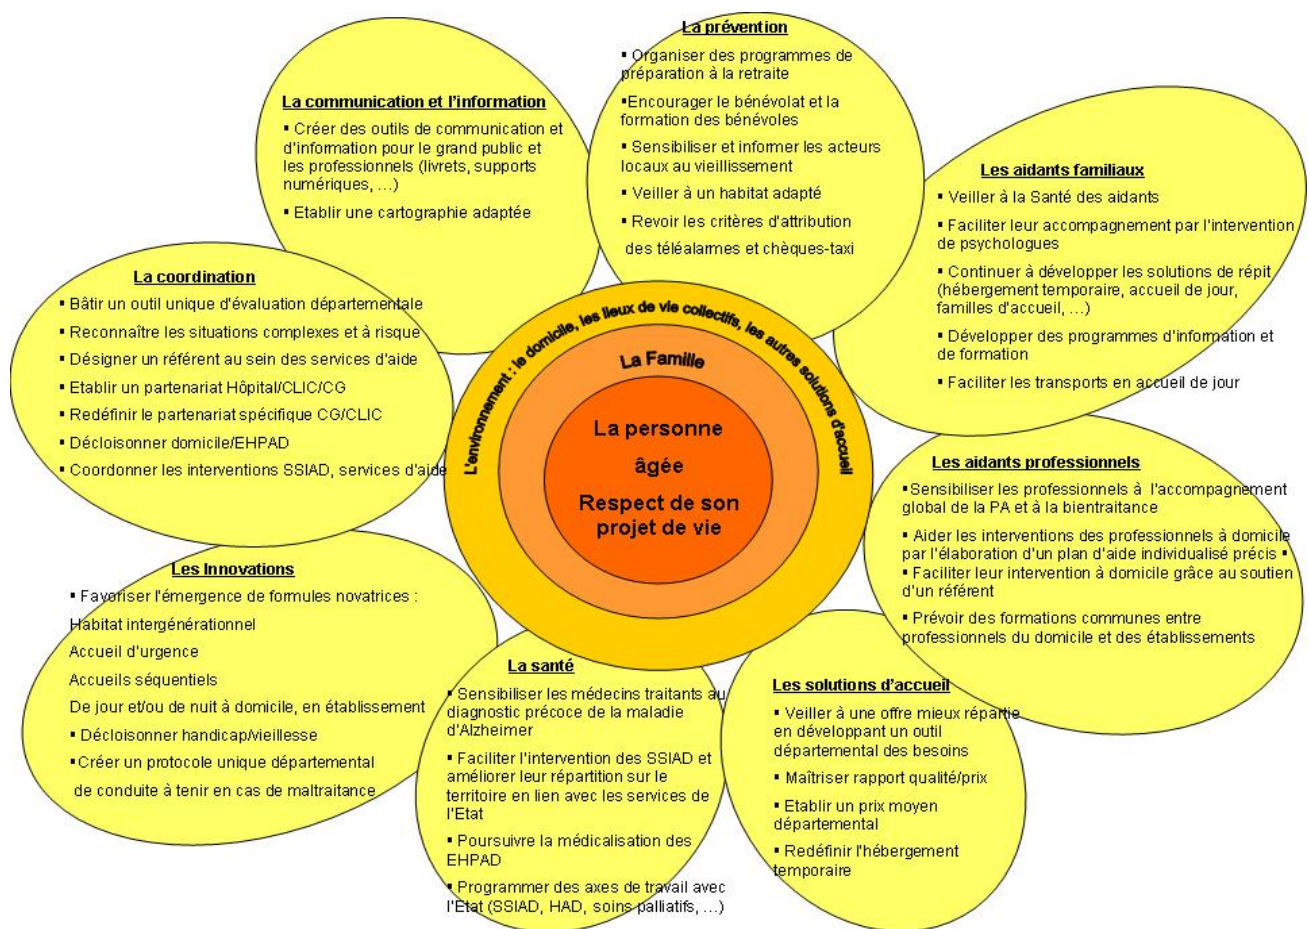 La prévention
▪ Organiser des programmes de
préparation à la retraite
▪Encourager le bénévolat et la
formation des bénévoles
▪ Sensibiliser et informer les acteurs
locaux au vieillissement
▪ Veiller à un habitat adapté
▪ Revoir les critères d'attribution
des téléalarmes et chèques-taxi
La communication et l'information
▪ Créer des outils de communication et
d'information pour le grand public et
les professionnels (livrets, supports
numériques, …)
▪ Etablir une cartographie adaptée
Les aidants familiaux
▪ Veiller à la Santé des aidants
▪ Faciliter leur accompagnement par l'intervention
de psychologues
▪ Continuer à développer les solutions de répit
(hébergement temporaire, accueil de jour,
familles d'accueil, …)
▪ Développer des programmes d'information et
de formation
▪ Faciliter les transports en accueil de jour
La coordination
▪ Bâtir un outil unique d'évaluation départementale
▪ Reconnaître les situations complexes et à risque
▪ Désigner un référent au sein des services d'aide
▪ Etablir un partenariat Hôpital/CLIC/CG
▪ Redéfinir le partenariat spécifique CG/CLIC
▪ Décloisonner domicile/EHPAD
▪ Coordonner les interventions SSIAD, services d'aide
L'environnement : le domicile, les lieux de vie collectifs, les autres solutions d'accueil
La Famille
La personne
âgée
Respect de son
projet de vie
Les aidants professionnels
▪Sensibiliser les professionnels à l'accompagnement
global de la PA et à la bientraitance
▪ Aider les interventions des professionnels à domicile
par l'élaboration d'un plan d'aide individualisé précis ▪
▪ Faciliter leur intervention à domicile grâce au soutien
d'un référent
▪ Prévoir des formations communes entre
professionnels du domicile et des établissements
Les Innovations
▪ Favoriser l'émergence de formules novatrices :
Habitat intergénérationnel
Accueil d'urgence
Accueils séquentiels
De jour et/ou de nuit à domicile, en établissement
▪ Décloisonner handicap/vieillesse
▪Créer un protocole unique départemental
de conduite à tenir en cas de maltraitance
La santé
▪ Sensibiliser les médecins traitants au
diagnostic précoce de la maladie
d'Alzheimer
▪ Faciliter l'intervention des SSIAD et
améliorer leur répartition sur le
territoire en lien avec les services de
l'Etat
▪ Poursuivre la médicalisation des
EHPAD
▪ Programmer des axes de travail avec
l'Etat (SSIAD, HAD, soins palliatifs, …)
Les solutions d'accueil
▪ Veiller à une offre mieux répartie
en développant un outil
départemental des besoins
▪ Maîtriser rapport qualité/prix
▪ Etablir un prix moyen
départemental
▪ Redéfinir l'hébergement
temporaire